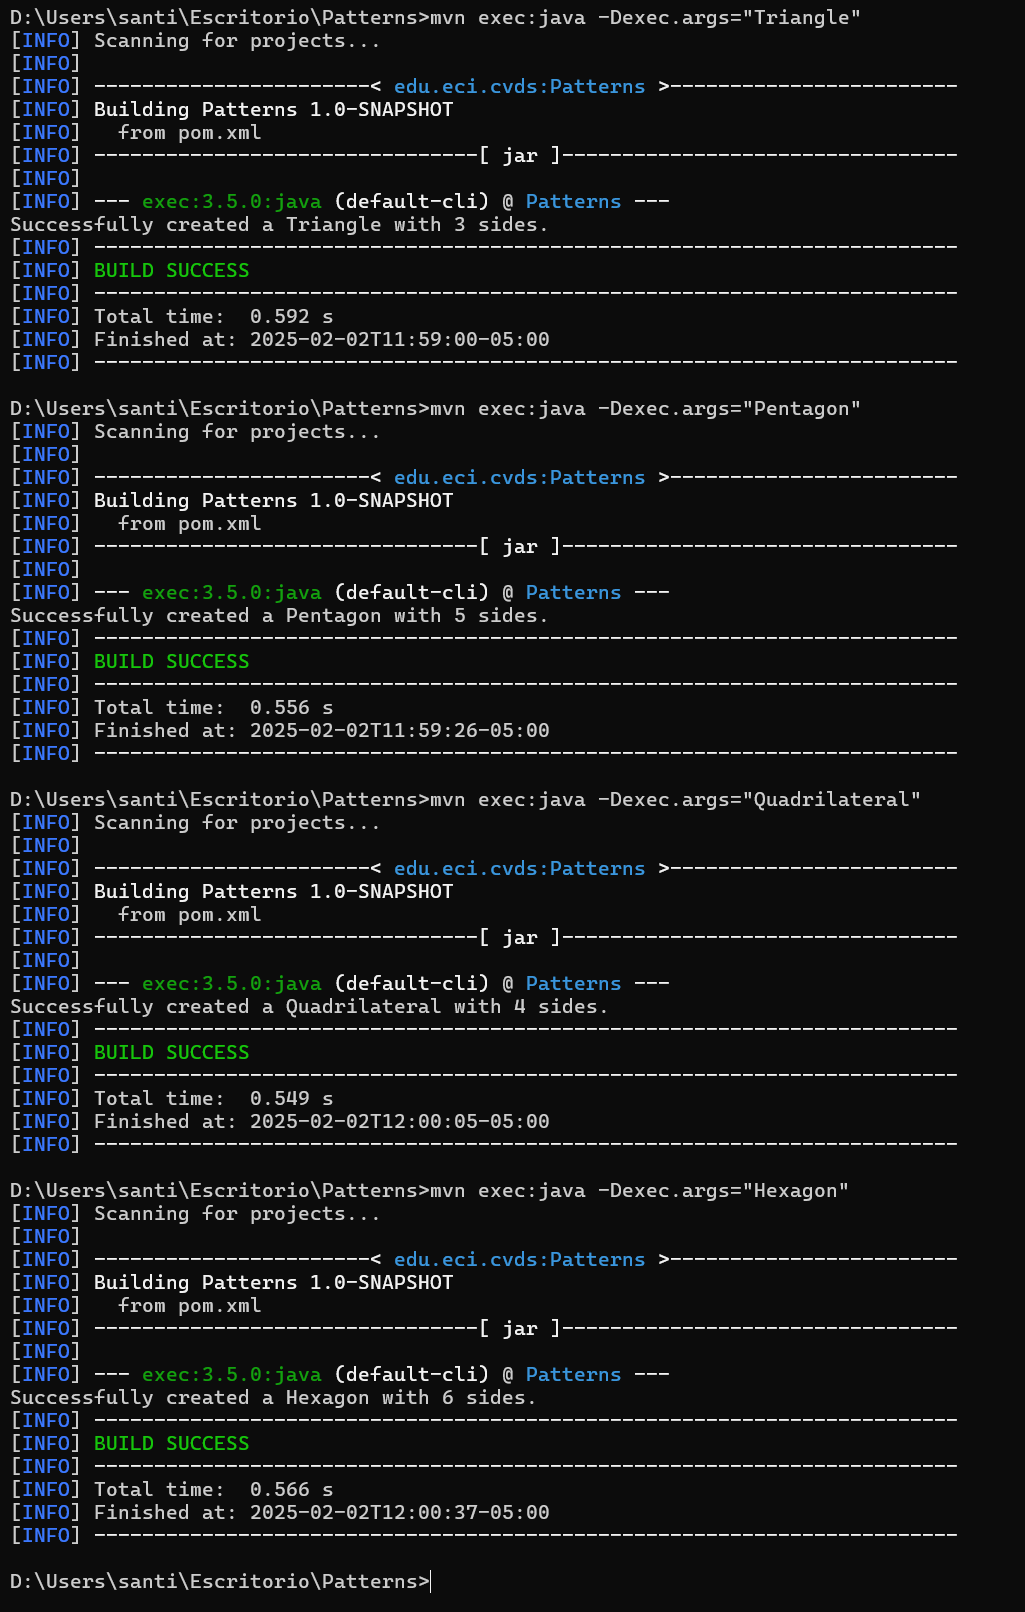 D:\Users\santi\Escritorio\Patterns>mvn exec:java -Dexec.args="Triangle"
[INFO] Scanning for projects...
[INFO]
[INFO] -----------------------< edu.eci.cvds:Patterns >------------------------
[INFO] Building Patterns 1.0-SNAPSHOT
[INFO]   from pom.xml
[INFO] --------------------------------[ jar ]---------------------------------
[INFO]
[INFO] --- exec:3.5.0:java (default-cli) @ Patterns ---
Successfully created a Triangle with 3 sides.
[INFO] ------------------------------------------------------------------------
[INFO] BUILD SUCCESS
[INFO] ------------------------------------------------------------------------
[INFO] Total time:  0.592 s
[INFO] Finished at: 2025-02-02T11:59:00-05:00
[INFO] ------------------------------------------------------------------------

D:\Users\santi\Escritorio\Patterns>mvn exec:java -Dexec.args="Pentagon"
[INFO] Scanning for projects...
[INFO]
[INFO] -----------------------< edu.eci.cvds:Patterns >------------------------
[INFO] Building Patterns 1.0-SNAPSHOT
[INFO]   from pom.xml
[INFO] --------------------------------[ jar ]---------------------------------
[INFO]
[INFO] --- exec:3.5.0:java (default-cli) @ Patterns ---
Successfully created a Pentagon with 5 sides.
[INFO] ------------------------------------------------------------------------
[INFO] BUILD SUCCESS
[INFO] ------------------------------------------------------------------------
[INFO] Total time:  0.556 s
[INFO] Finished at: 2025-02-02T11:59:26-05:00
[INFO] ------------------------------------------------------------------------

D:\Users\santi\Escritorio\Patterns>mvn exec:java -Dexec.args="Quadrilateral"
[INFO] Scanning for projects...
[INFO]
[INFO] -----------------------< edu.eci.cvds:Patterns >------------------------
[INFO] Building Patterns 1.0-SNAPSHOT
[INFO]   from pom.xml
[INFO] --------------------------------[ jar ]---------------------------------
[INFO]
[INFO] --- exec:3.5.0:java (default-cli) @ Patterns ---
Successfully created a Quadrilateral with 4 sides.
[INFO] ------------------------------------------------------------------------
[INFO] BUILD SUCCESS
[INFO] ------------------------------------------------------------------------
[INFO] Total time:  0.549 s
[INFO] Finished at: 2025-02-02T12:00:05-05:00
[INFO] ------------------------------------------------------------------------

D:\Users\santi\Escritorio\Patterns>mvn exec:java -Dexec.args="Hexagon"
[INFO] Scanning for projects...
[INFO]
[INFO] -----------------------< edu.eci.cvds:Patterns >------------------------
[INFO] Building Patterns 1.0-SNAPSHOT
[INFO]   from pom.xml
[INFO] --------------------------------[ jar ]---------------------------------
[INFO]
[INFO] --- exec:3.5.0:java (default-cli) @ Patterns ---
Successfully created a Hexagon with 6 sides.
[INFO] ------------------------------------------------------------------------
[INFO] BUILD SUCCESS
[INFO] ------------------------------------------------------------------------
[INFO] Total time:  0.566 s
[INFO] Finished at: 2025-02-02T12:00:37-05:00
[INFO] ------------------------------------------------------------------------

D:\Users\santi\Escritorio\Patterns>